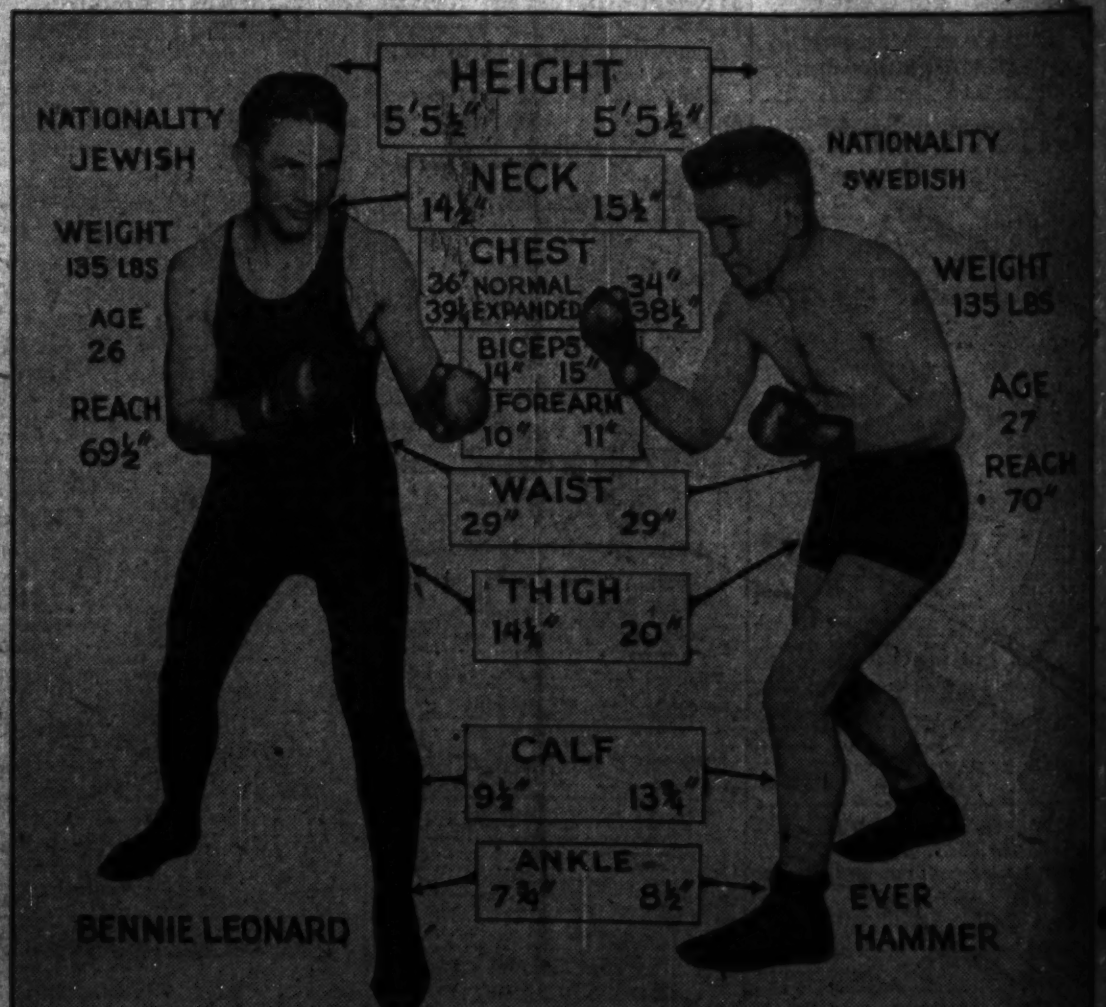 HEIGHT
5'5½" 5'5½"
NATIONALITY
JEWISH
NATIONALITY
SWEDISH
NECK
14½" 15½"
WEIGHT
135 LBS
CHEST
36" NORMAL 34"
EXPANDED 38½"
WEIGHT
135 LBS
AGE
26
BICEPS
14" 15"
AGE
27
REACH
69½"
FOREARM
10" 11"
REACH
70"
WAIST
29" 29"
THIGH
20"
CALF
9½" 13¾"
ANKLE
7¾" 8½"
BENNIE LEONARD
EVER
HAMMER